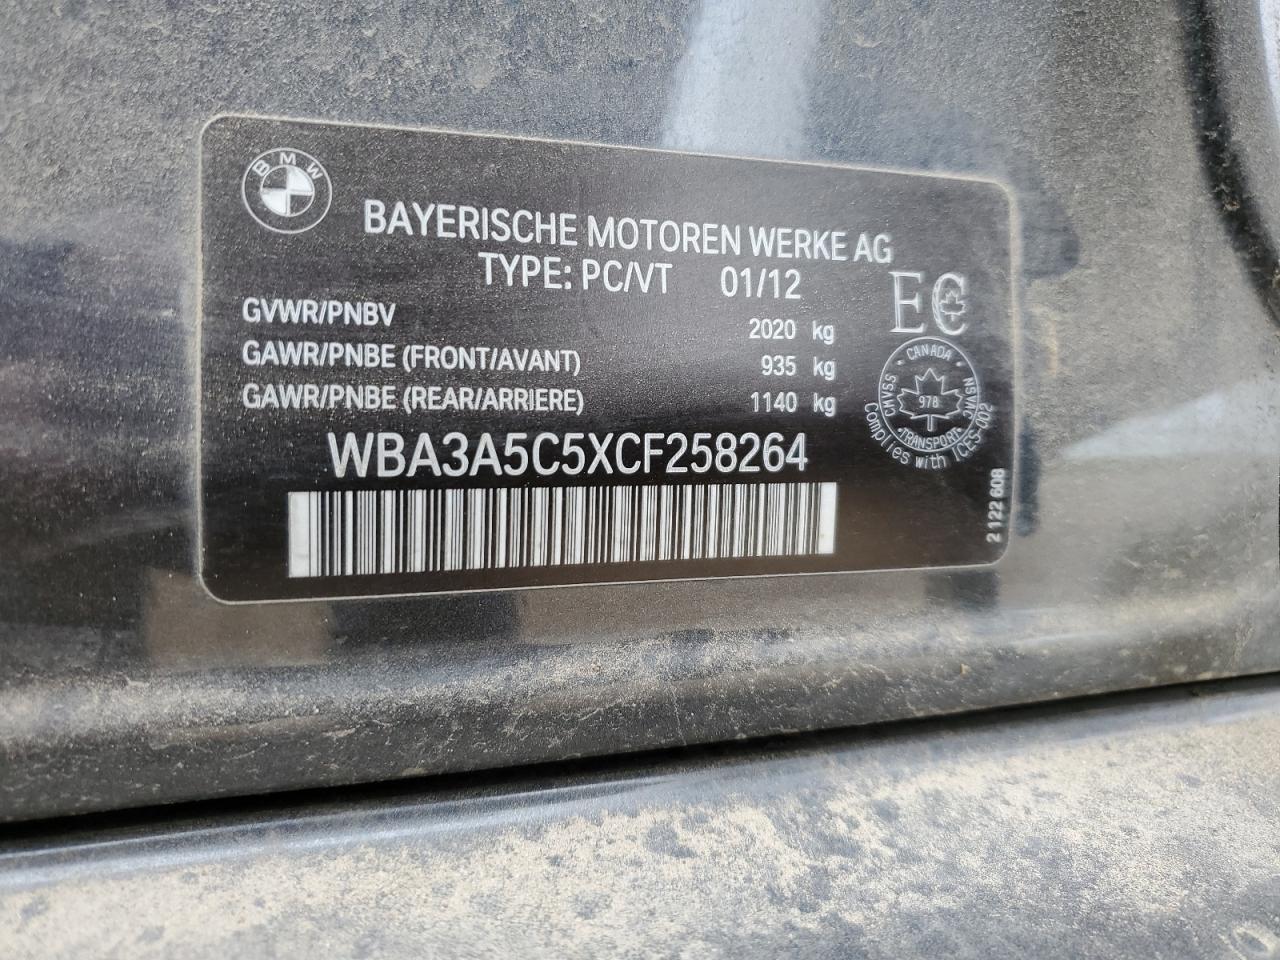 BMW
BAYERISCHE MOTOREN WERKE AG
TYPE: PC/VT 01/12
GVWR/PNBV 2020 kg
GAWR/PNBE (FRONT/AVANT) 935 kg
GAWR/PNBE (REAR/ARRIERE) 1140 kg
WBA3A5C5XCF258264
EC
CANADA
CMVSS
NSVAC
978
TRANSPORT
Complies with ICES-002
2 122 608